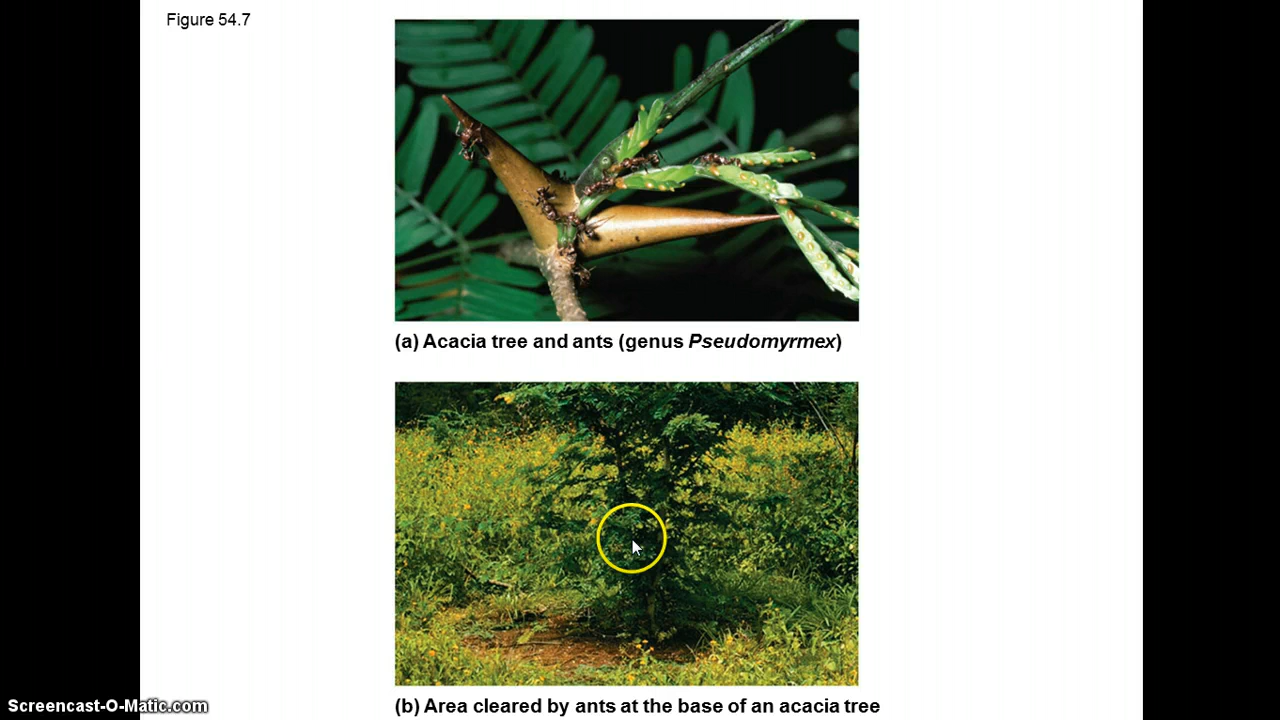 Figure 54.7
(a) Acacia tree and ants (genus Pseudomyrmex)
(b) Area cleared by ants at the base of an acacia tree
Screencast-O-Matic.com